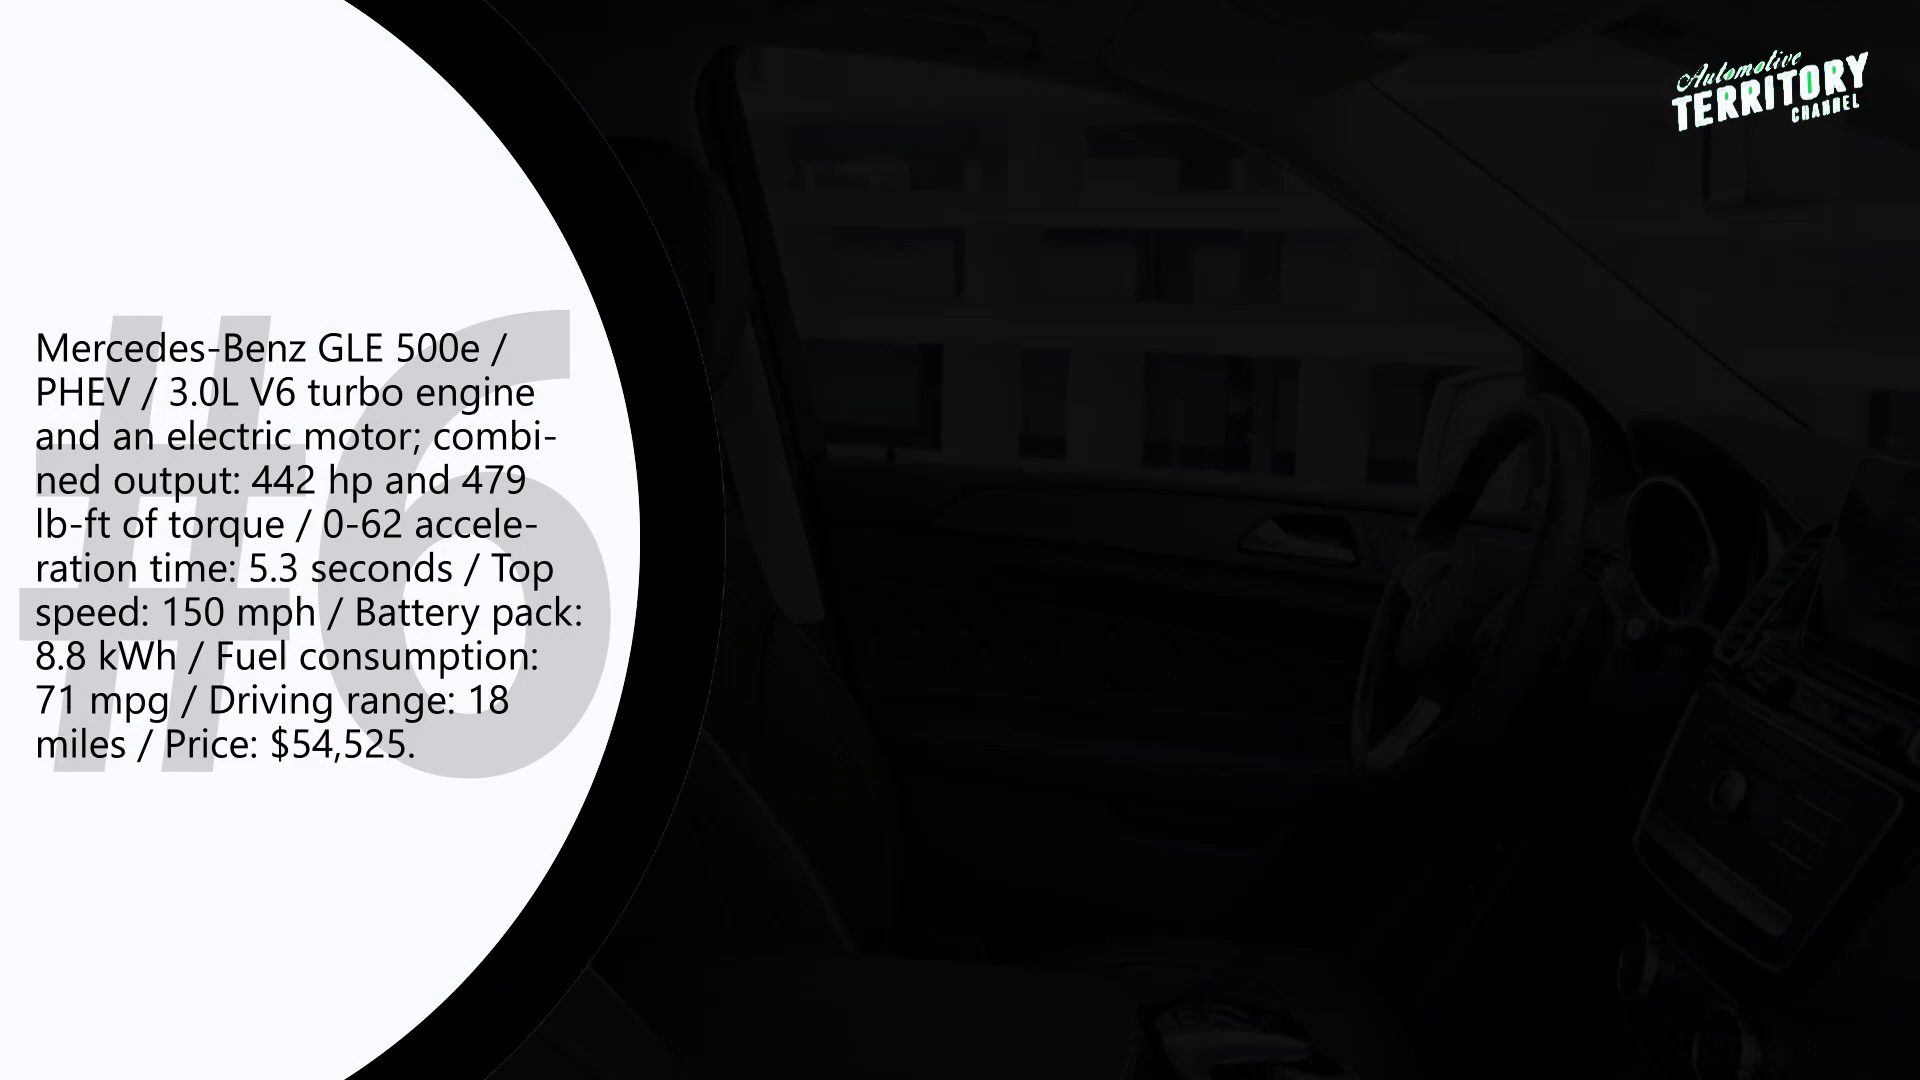 Automotive
TERRITORY
CHANNEL
#6
Mercedes-Benz GLE 500e /
PHEV / 3.0L V6 turbo engine
and an electric motor; combi-
ned output: 442 hp and 479
lb-ft of torque / 0-62 accele-
ration time: 5.3 seconds / Top
speed: 150 mph / Battery pack:
8.8 kWh / Fuel consumption:
71 mpg / Driving range: 18
miles / Price: $54,525.